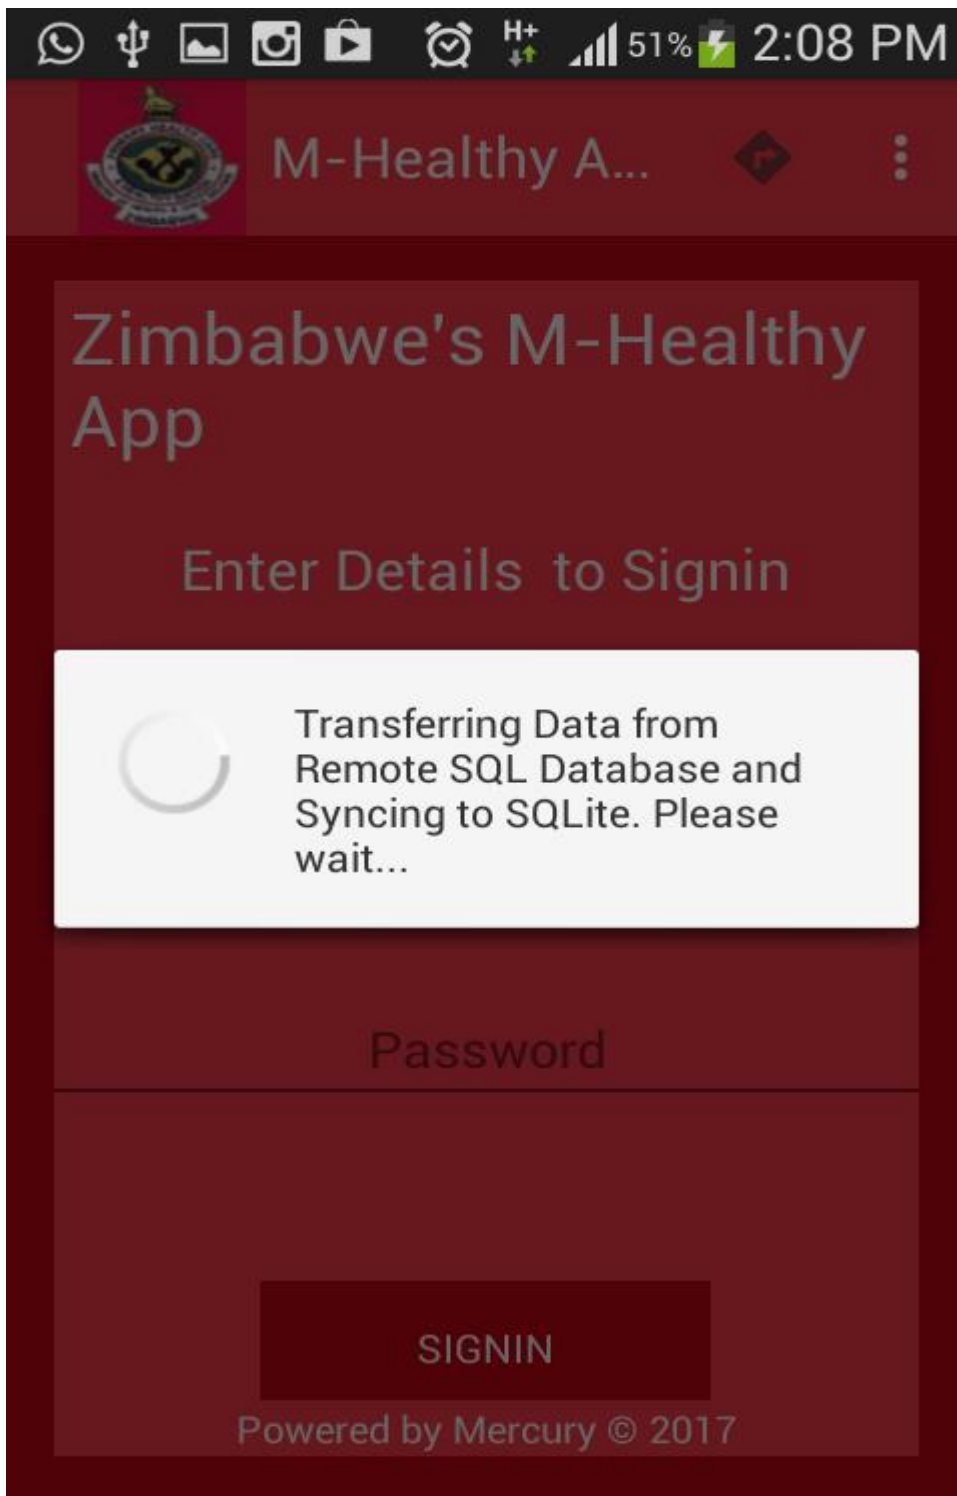 H+ 51% 2:08 PM
M-Healthy A...
Zimbabwe's M-Healthy
App
Enter Details to Signin
Transferring Data from
Remote SQL Database and
Syncing to SQLite. Please
wait...
Password
SIGNIN
Powered by Mercury © 2017